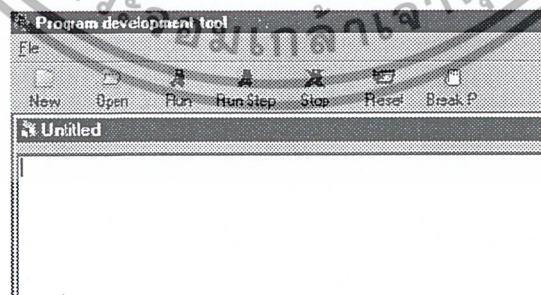 Program development tool
File
New Open Run Run Step Stop Reset Break P
Untitled